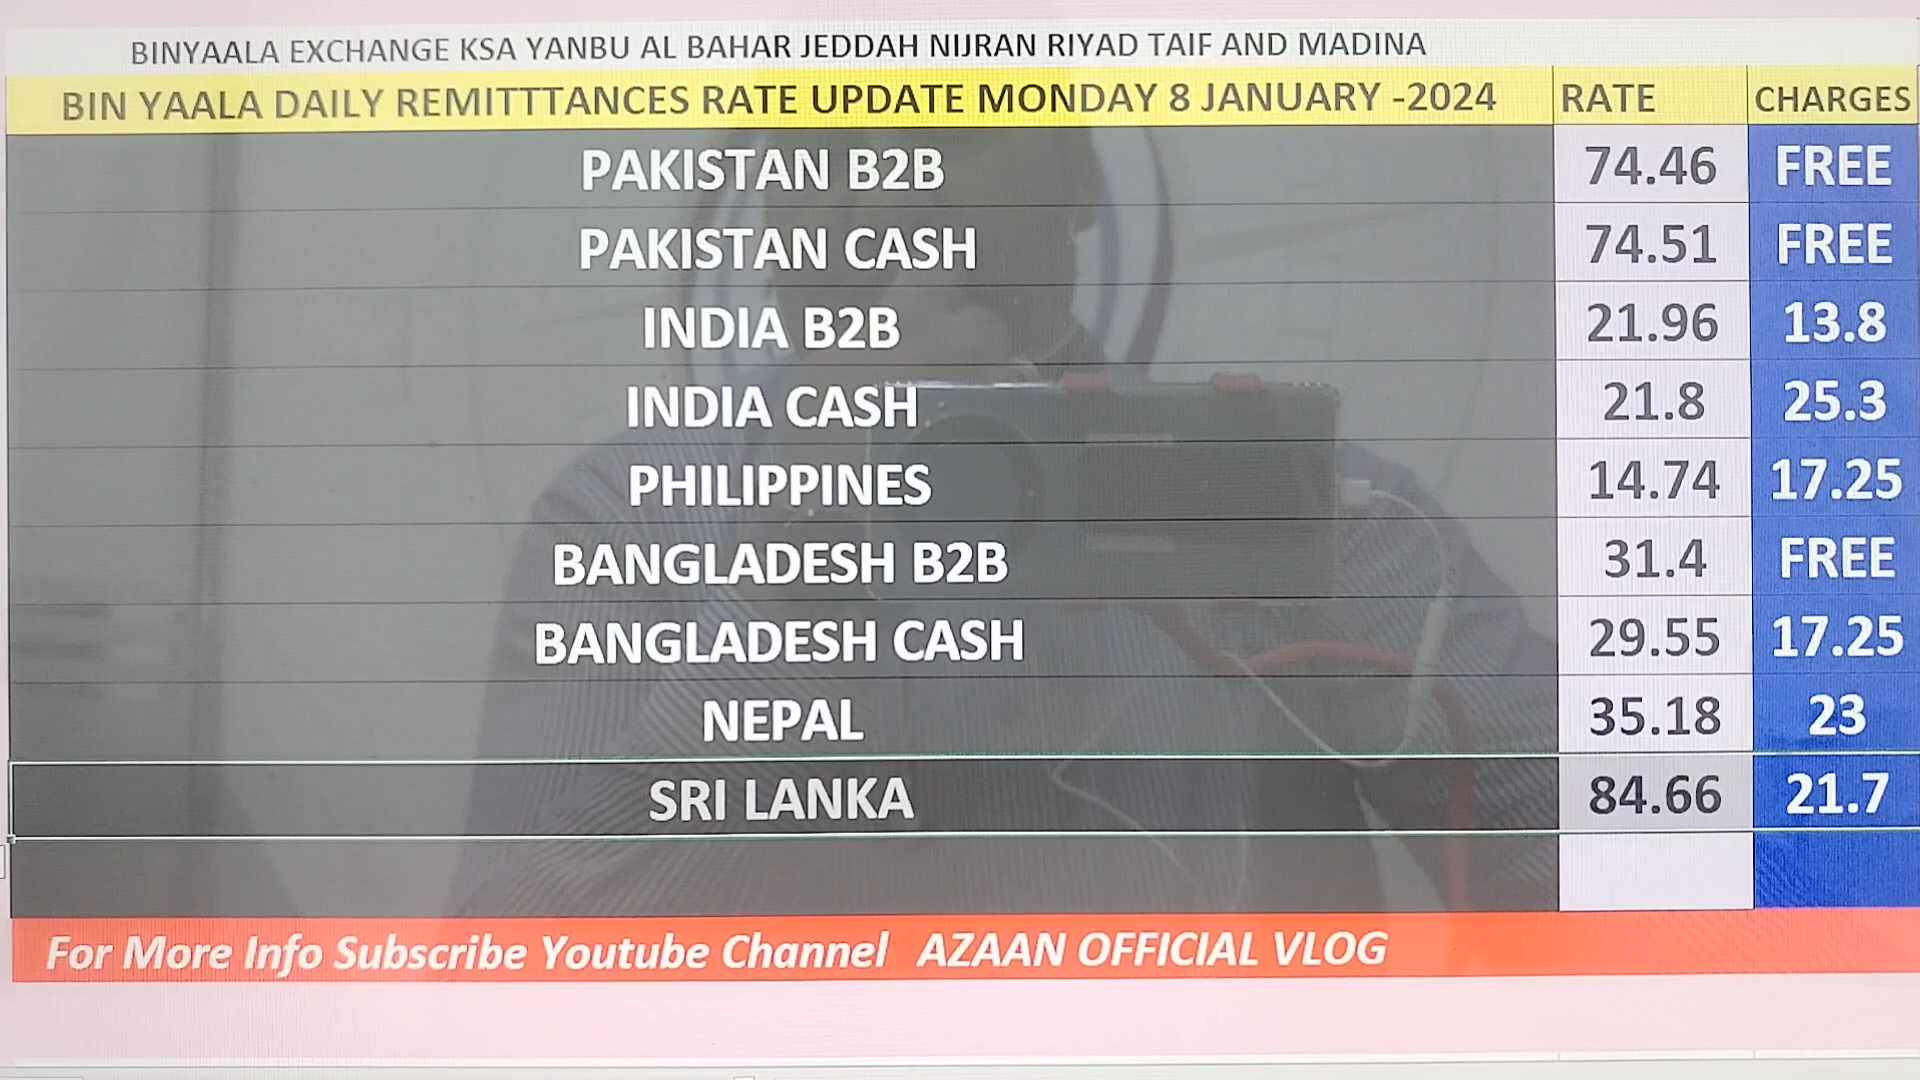 BINYAALA EXCHANGE KSA YANBU AL BAHAR JEDDAH NIJRAN RIYAD TAIF AND MADINA
BIN YAALA DAILY REMITTTANCES RATE UPDATE MONDAY 8 JANUARY -2024 RATE CHARGES
PAKISTAN B2B 74.46 FREE
PAKISTAN CASH 74.51 FREE
INDIA B2B 21.96 13.8
INDIA CASH 21.8 25.3
PHILIPPINES 14.74 17.25
BANGLADESH B2B 31.4 FREE
BANGLADESH CASH 29.55 17.25
NEPAL 35.18 23
SRI LANKA 84.66 21.7
For More Info Subscribe Youtube Channel AZAAN OFFICIAL VLOG